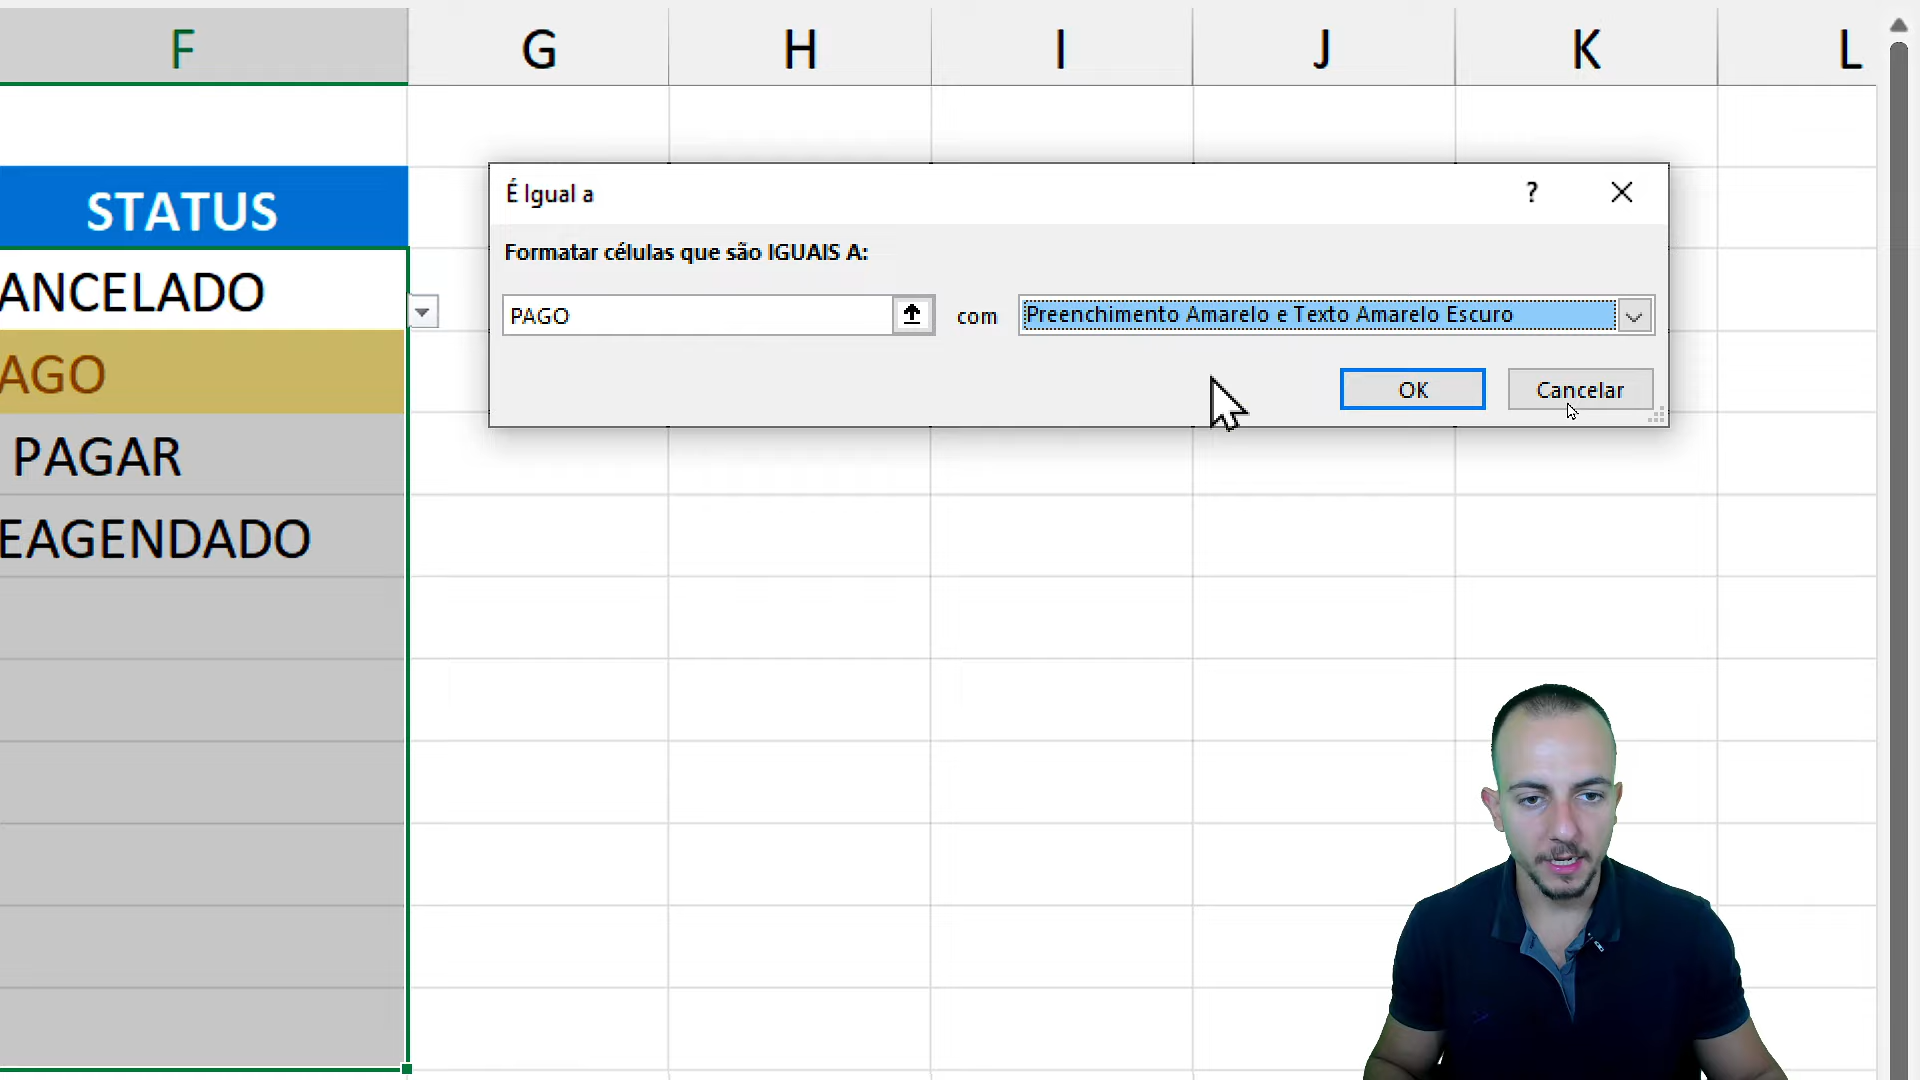 F G H I J K L
STATUS
ANCELADO
AGO
PAGAR
EAGENDADO
É Igual a ?
Formatar células que são IGUAIS A:
PAGO com Preenchimento Amarelo e Texto Amarelo Escuro
OK Cancelar